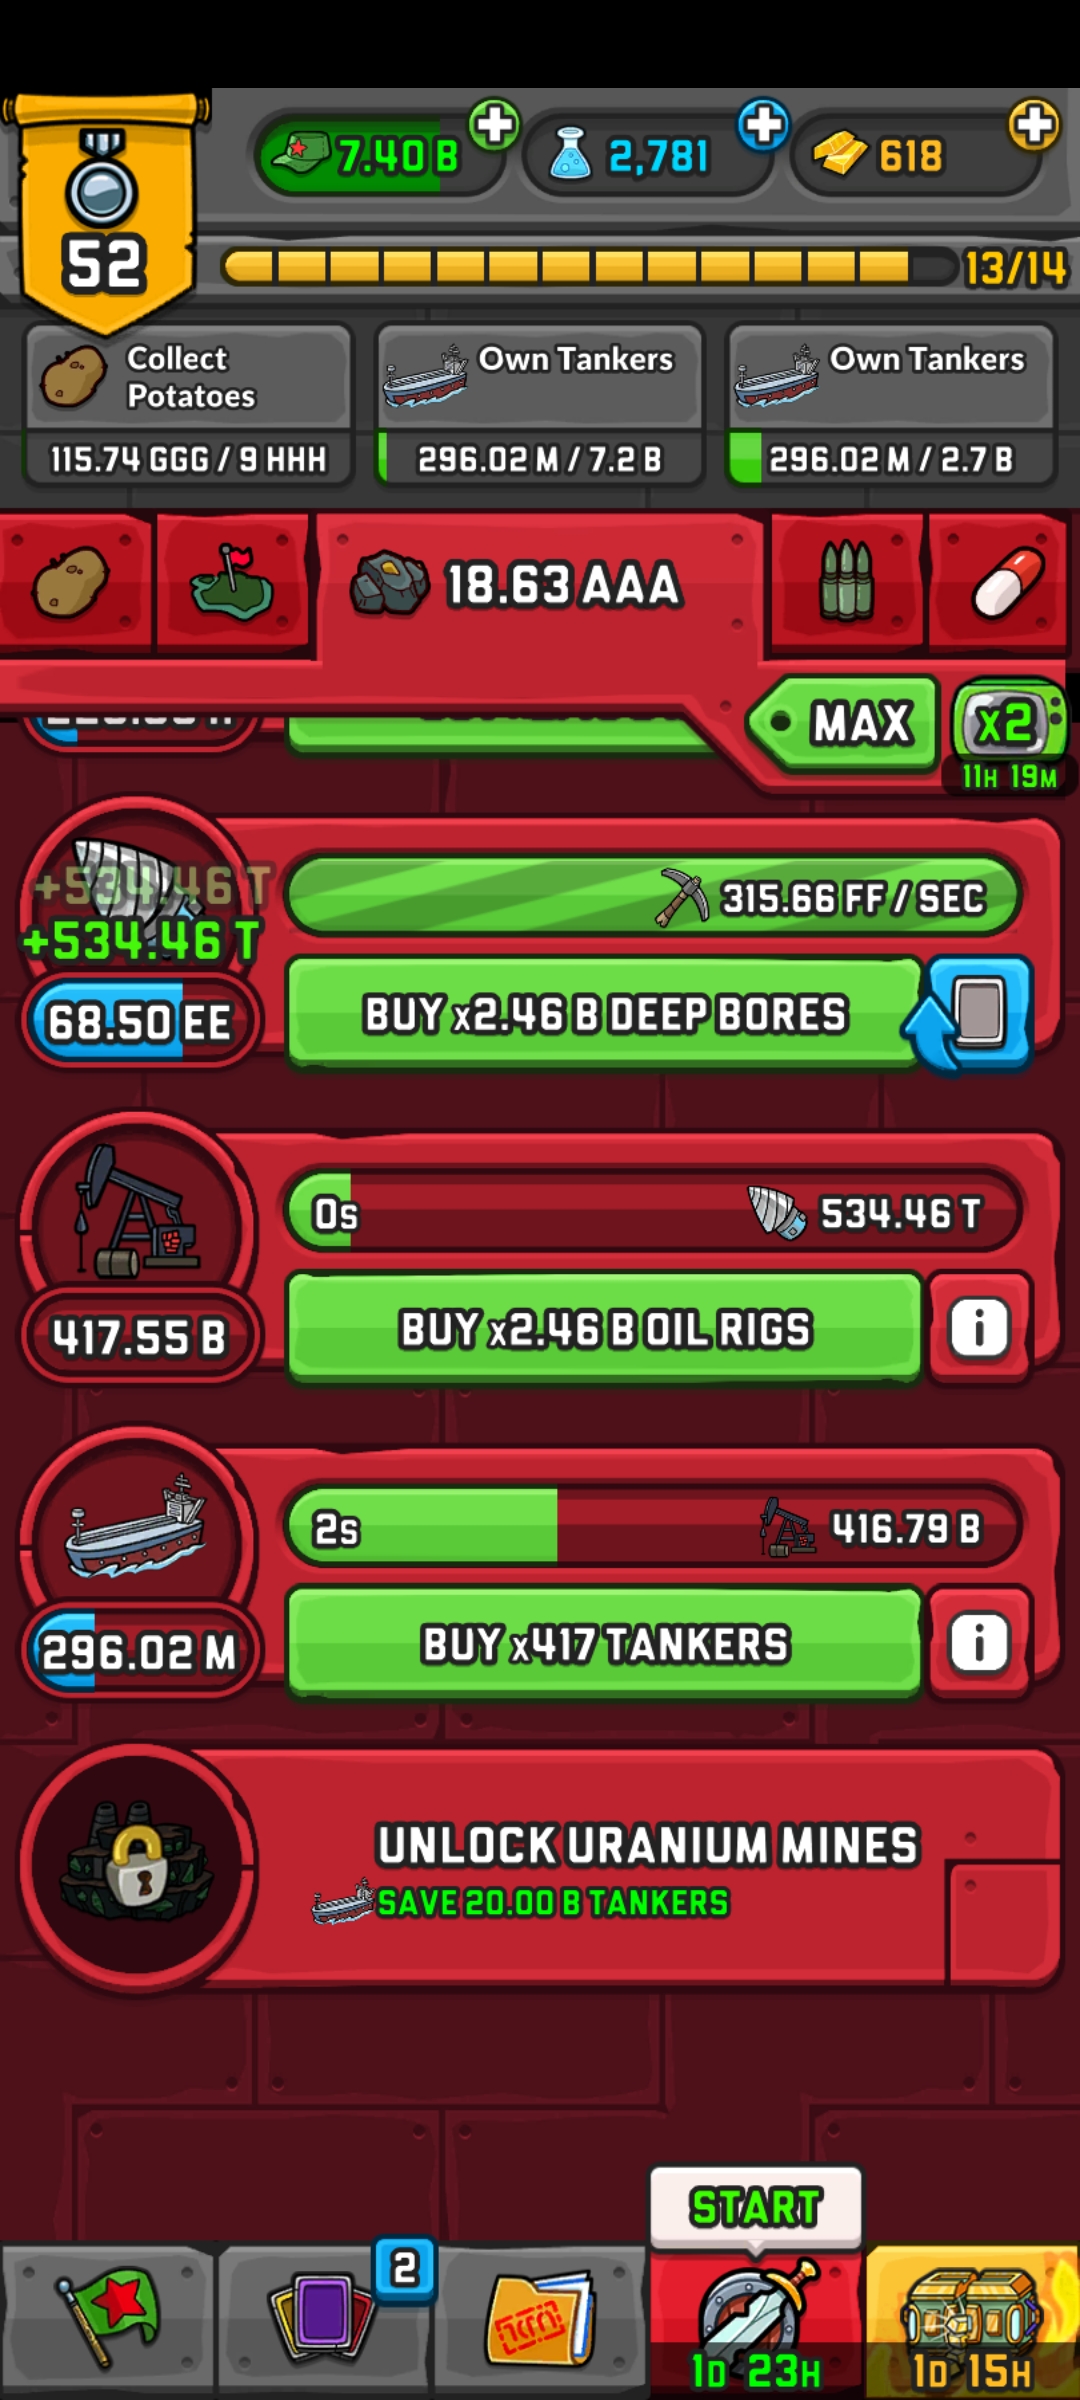 7.40 B
2,781
618
52
13/14
Collect
Potatoes
115.74 GGG / 9 HHH
Own Tankers
296.02 M / 7.2 B
Own Tankers
296.02 M / 2.7 B
18.63 AAA
MAX
x2
11H 19M
+534.46 T
+534.46 T
315.66 FF / SEC
68.50 EE
BUY x2.46 B DEEP BORES
0s
534.46 T
417.55 B
BUY x2.46 B OIL RIGS
i
2s
416.79 B
296.02 M
BUY x417 TANKERS
i
UNLOCK URANIUM MINES
SAVE 20.00 B TANKERS
START
2
1D 23H
1D 15H